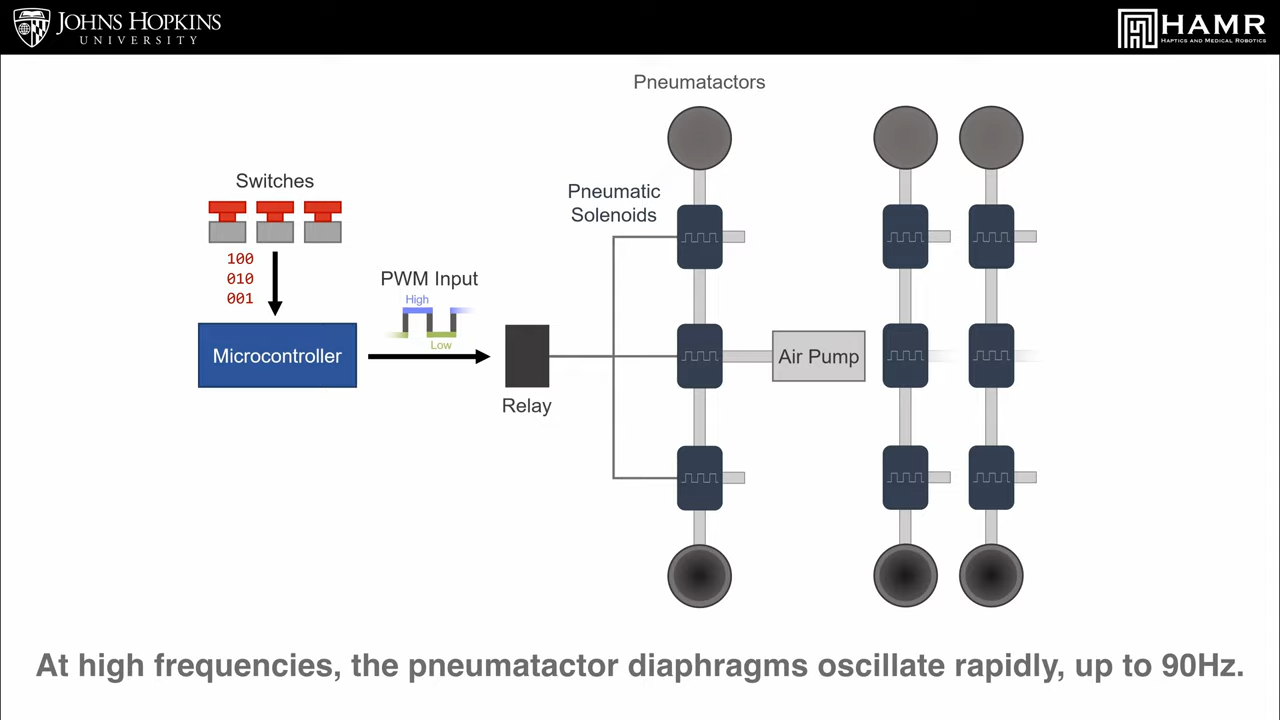 JOHNS HOPKINS
UNIVERSITY
HAMR
HAPTICS AND MEDICAL ROBOTICS
Pneumatactors
Switches
Pneumatic
Solenoids
100
010
001
PWM Input
High
Low
Microcontroller
Air Pump
Relay
At high frequencies, the pneumatactor diaphragms oscillate rapidly, up to 90Hz.